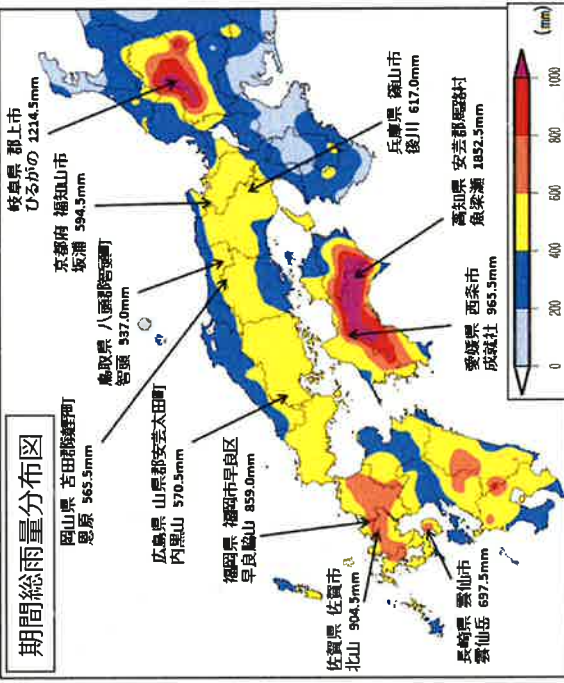 期間総雨量分布図
岐阜県 郡上市
ひるがの 1214.5mm
京都府 福知山市
坂浦 594.5mm
鳥取県 八頭郡智頭町
智頭 537.0mm
岡山県 苫田郡鏡野町
恩原 565.5mm
広島県 山県郡安芸太田町
内黒山 570.5mm
福岡県 福岡市早良区
早良脇山 859.0mm
佐賀県 佐賀市
北山 904.5mm
長崎県 雲仙市
雲仙岳 697.5mm
兵庫県 篠山市
後川 617.0mm
高知県 安芸郡馬路村
魚梁瀬 1852.5mm
愛媛県 西条市
成就社 965.5mm
0 200 400 600 800 1000 (mm)